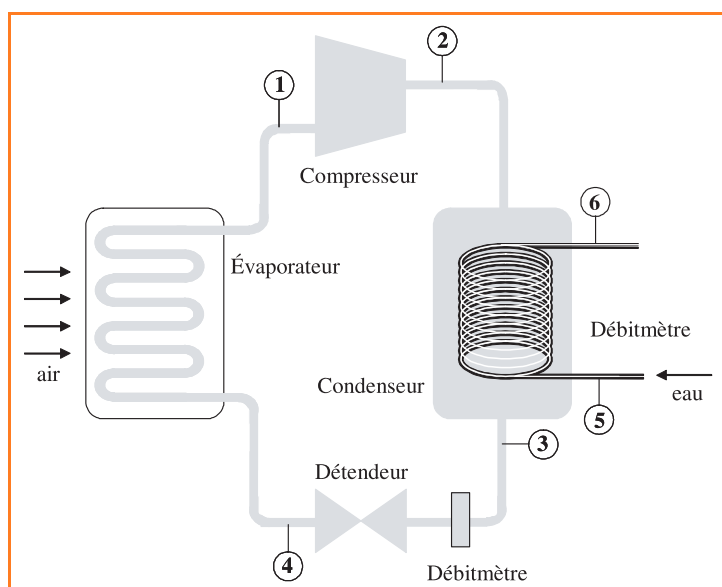 2
1
Compresseur
6
Évaporateur
Débitmètre
air
Condenseur
eau
5
3
Détendeur
4
Débitmètre